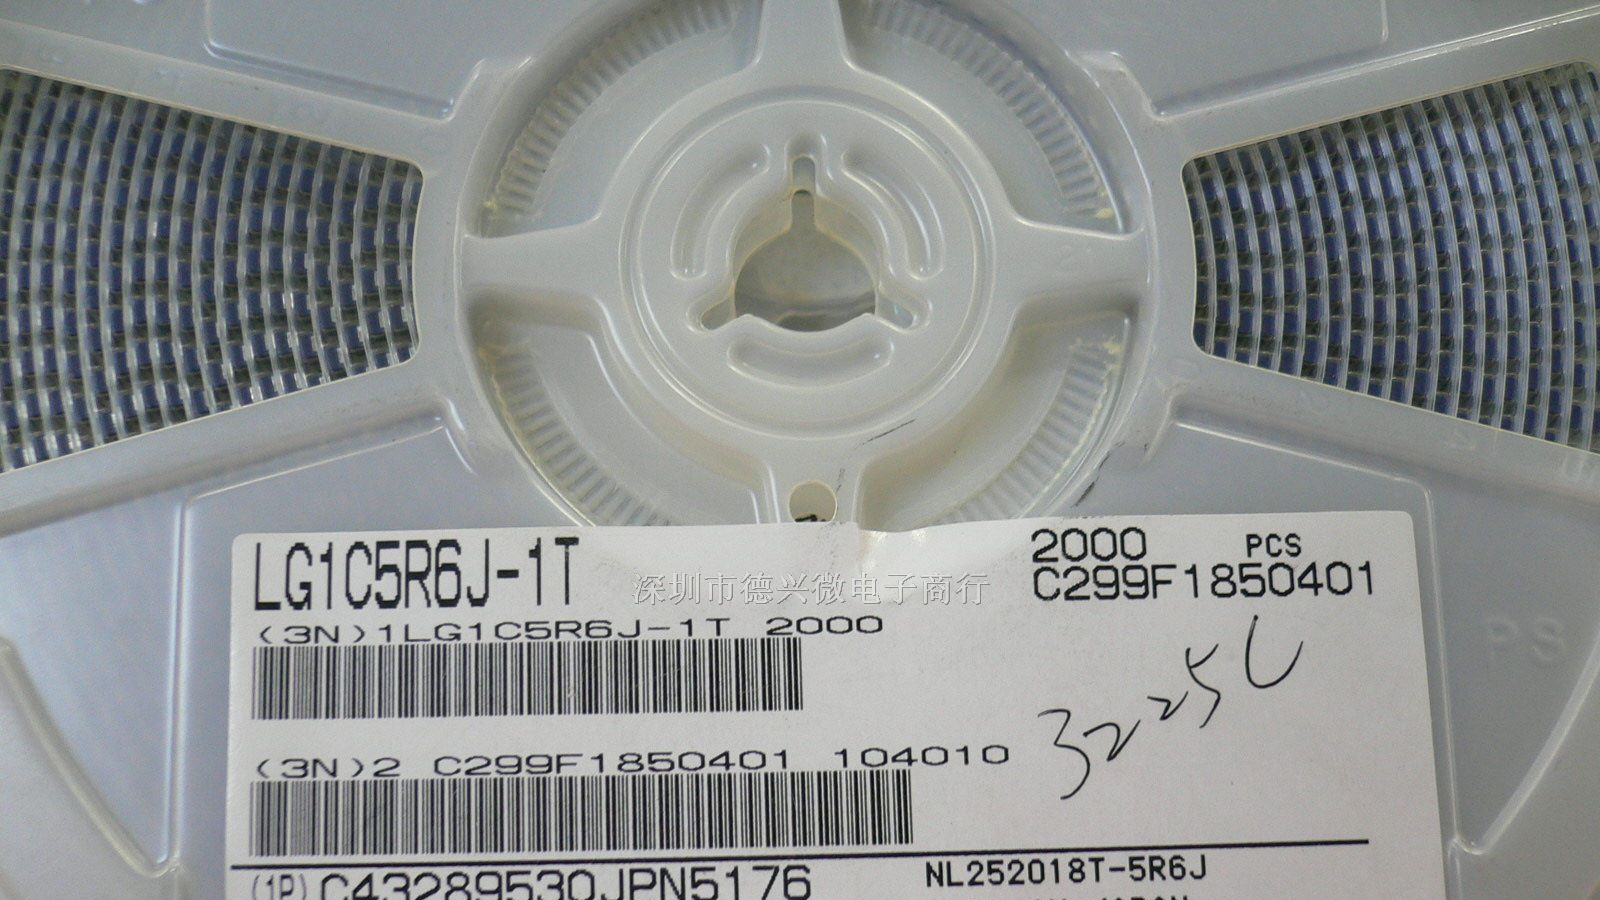 LG1C5R6J-1T
2000 PCS
C299F1850401
深圳市德兴微电子商行
(3N)1LG1C5R6J-1T 2000
3225L
(3N)2 C299F1850401 104010
(1P) C43289530JPN5176
NL252018T-5R6J
PS